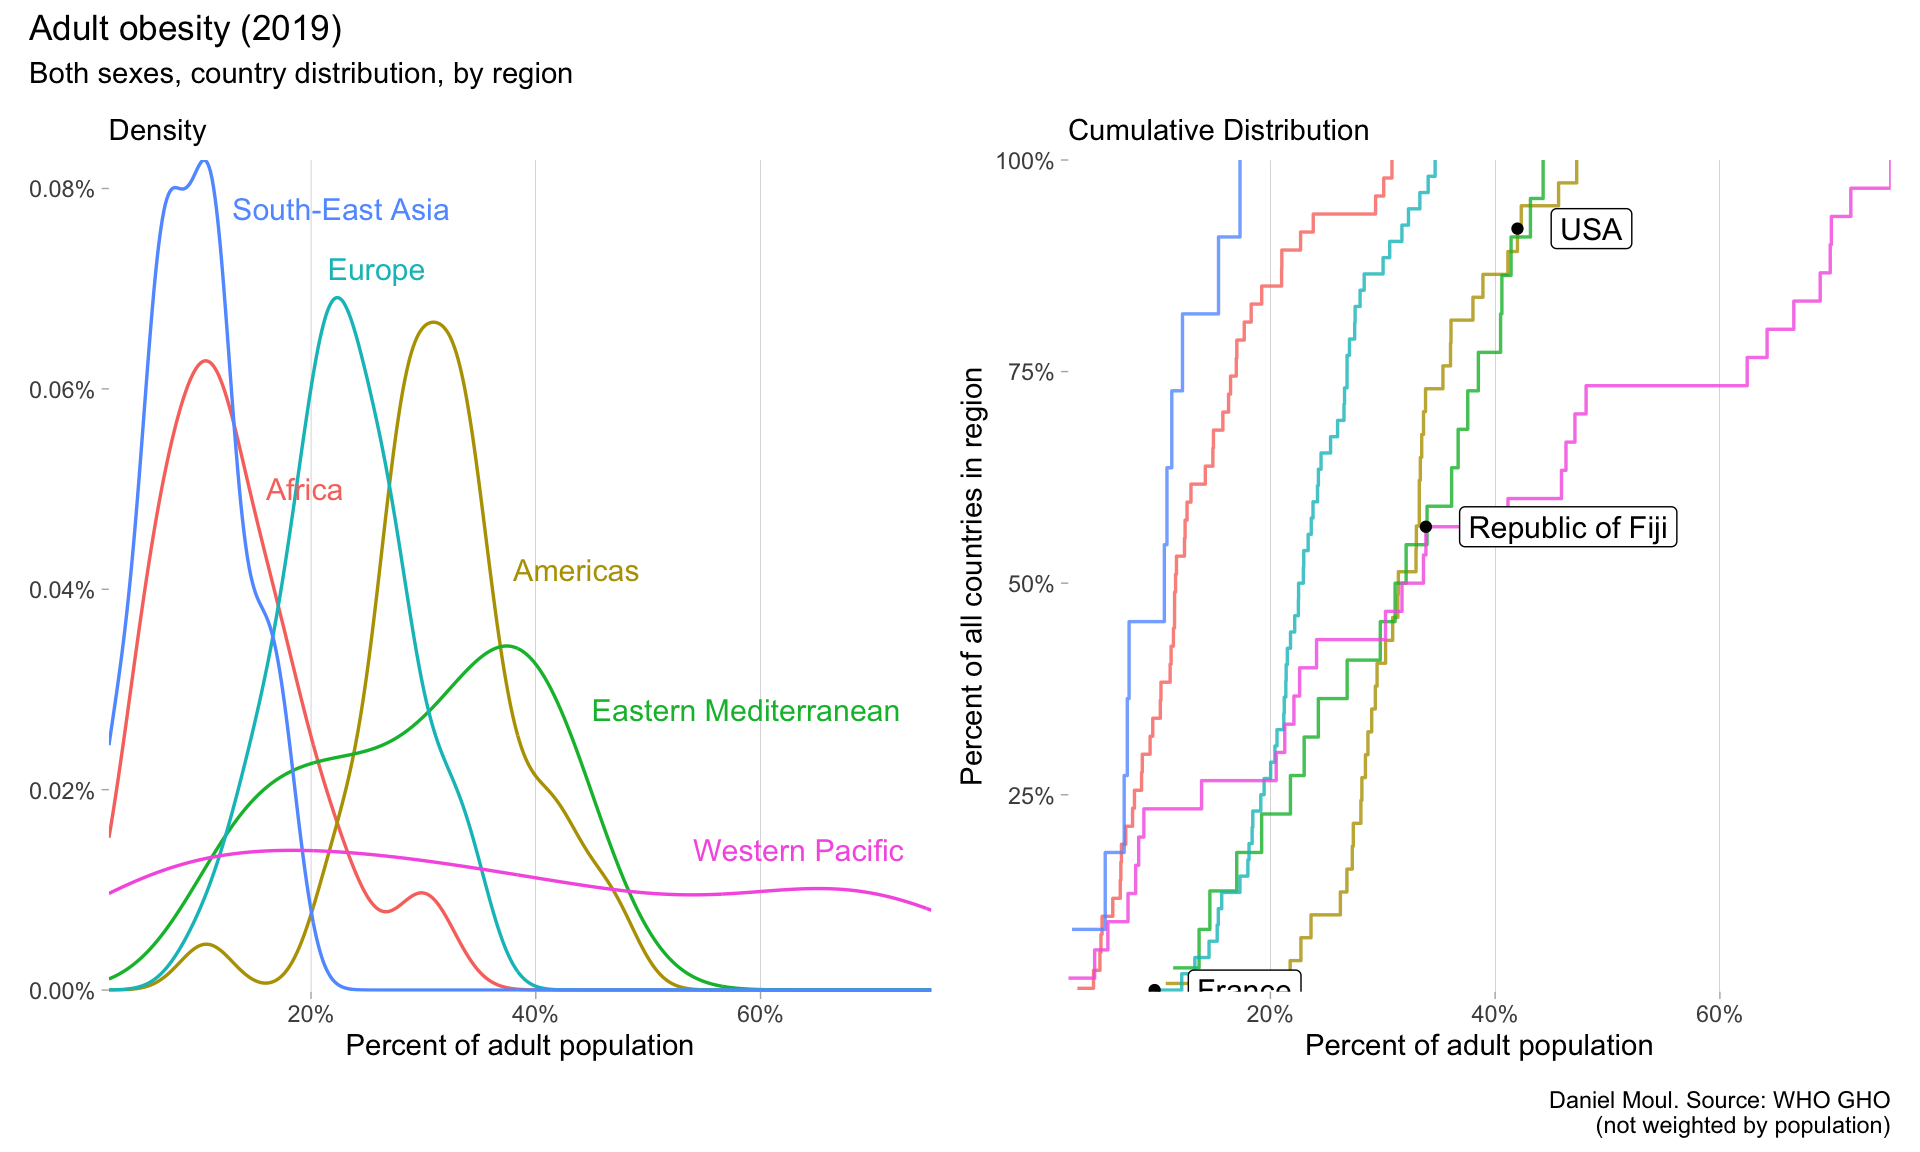 Adult obesity (2019)
Both sexes, country distribution, by region
Density
0.08%
0.06%
0.04%
0.02%
0.00%
South-East Asia
Europe
Africa
Americas
Eastern Mediterranean
Western Pacific
20%
40%
60%
Percent of adult population
Cumulative Distribution
Percent of all countries in region
100%
75%
50%
25%
USA
Republic of Fiji
France
20%
40%
60%
Percent of adult population
Daniel Moul. Source: WHO GHO
(not weighted by population)